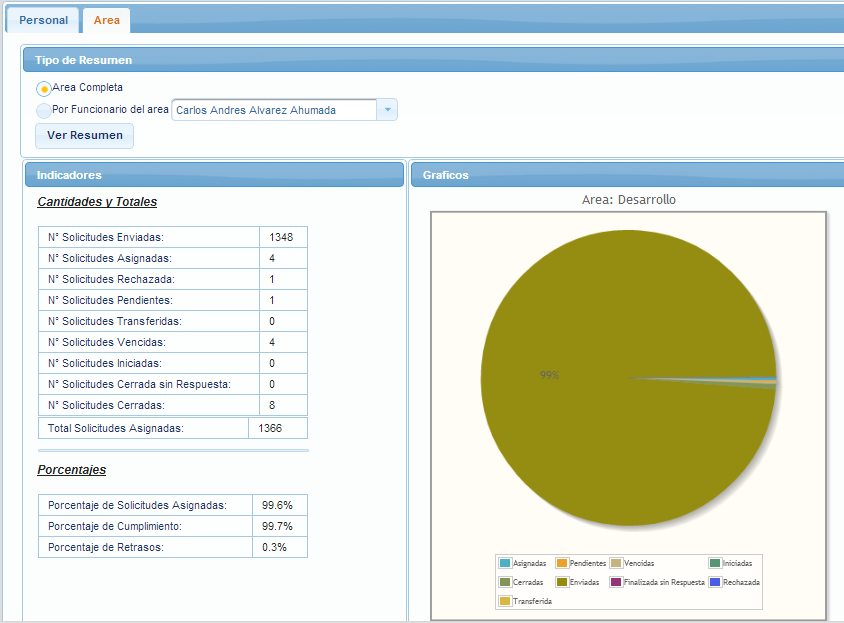 Personal
Area
Tipo de Resumen
Area Completa
Por Funcionario del area Carlos Andres Alvarez Ahumada
Ver Resumen
Indicadores
Cantidades y Totales
N° Solicitudes Enviadas: 1348
N° Solicitudes Asignadas: 4
N° Solicitudes Rechazada: 1
N° Solicitudes Pendientes: 1
N° Solicitudes Transferidas: 0
N° Solicitudes Vencidas: 4
N° Solicitudes Iniciadas: 0
N° Solicitudes Cerrada sin Respuesta: 0
N° Solicitudes Cerradas: 8
Total Solicitudes Asignadas: 1366
Porcentajes
Porcentaje de Solicitudes Asignadas: 99.6%
Porcentaje de Cumplimiento: 99.7%
Porcentaje de Retrasos: 0.3%
Graficos
Area: Desarrollo
99%
Asignadas Pendientes Vencidas Iniciadas
Cerradas Enviadas Finalizada sin Respuesta Rechazada
Transferida